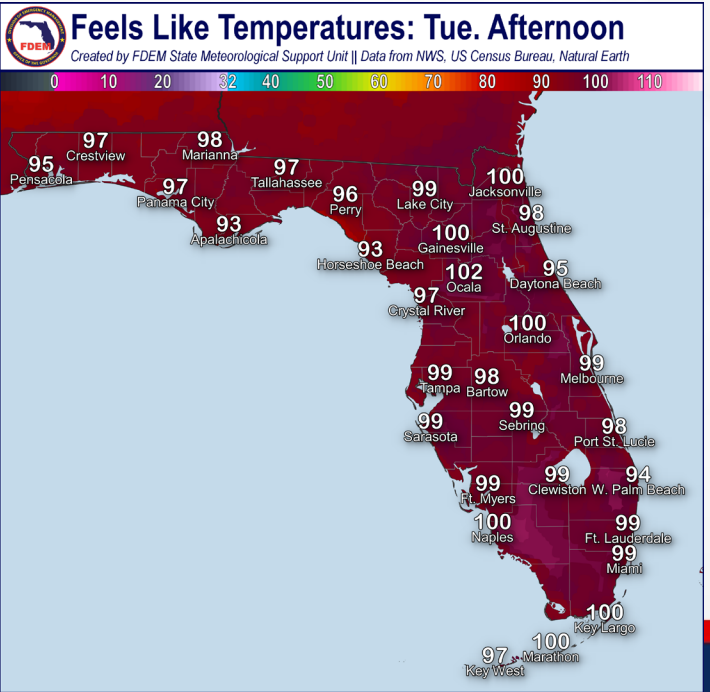 Feels Like Temperatures: Tue. Afternoon
Created by FDEM State Meteorological Support Unit || Data from NWS, US Census Bureau, Natural Earth
FDEM
0 10 20 32 40 50 60 70 80 90 100 110
97
Crestview
98
Marianna
95
Pensacola
97
Tallahassee
97
Panama City
96
Perry
99
Lake City
100
Jacksonville
93
Apalachicola
98
St. Augustine
100
Gainesville
93
Horseshoe Beach
102
Ocala
95
Daytona Beach
97
Crystal River
100
Orlando
99
Melbourne
99
Tampa
98
Bartow
99
Sebring
99
Sarasota
98
Port St. Lucie
99
Ft. Myers
99
Clewiston
94
W. Palm Beach
100
Naples
99
Ft. Lauderdale
99
Miami
100
Key Largo
100
Marathon
97
Key West